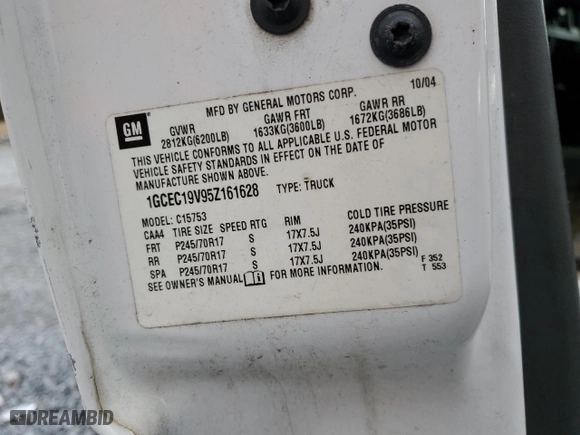 MFD BY GENERAL MOTORS CORP. 10/04
GM
GVWR GAWR FRT GAWR RR
2812KG(6200LB) 1633KG(3600LB) 1672KG(3686LB)
THIS VEHICLE CONFORMS TO ALL APPLICABLE U.S. FEDERAL MOTOR
VEHICLE SAFETY STANDARDS IN EFFECT ON THE DATE OF
MANUFACTURE SHOWN ABOVE.
1GCEC19V95Z161628 TYPE: TRUCK
MODEL: C15753
CAA4 TIRE SIZE SPEED RTG RIM COLD TIRE PRESSURE
FRT P245/70R17 S 17X7.5J 240KPA(35PSI)
RR P245/70R17 S 17X7.5J 240KPA(35PSI)
SPA P245/70R17 S 17X7.5J 240KPA(35PSI)
SEE OWNER'S MANUAL FOR MORE INFORMATION
F 352
T 553
DREAMBID